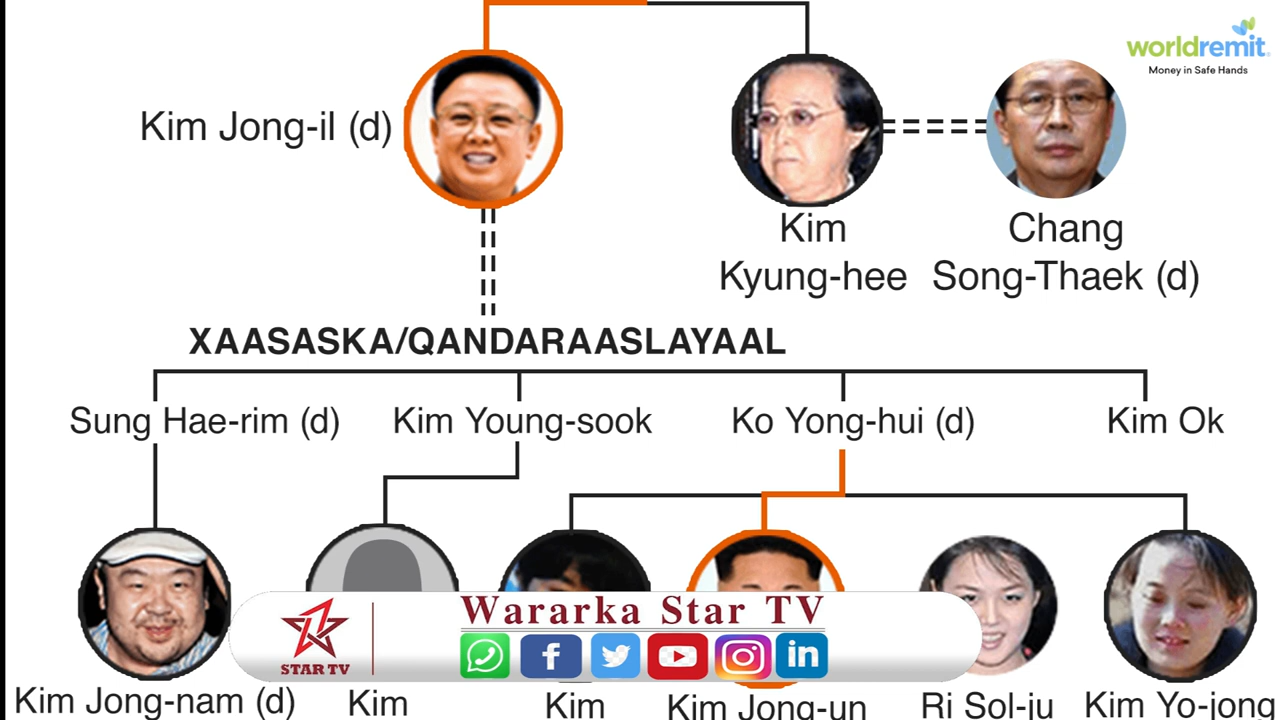 worldremit
Money in Safe Hands
Kim Jong-il (d)
Kim
Kyung-hee
Chang
Song-Thaek (d)
XAASASKA/QANDARAASLAYAAL
Sung Hae-rim (d)
Kim Young-sook
Ko Yong-hui (d)
Kim Ok
Wararka Star TV
STAR TV
in
Kim Jong-nam (d)
Kim
Kim
Kim Jong-un
Ri Sol-ju
Kim Yo-jong